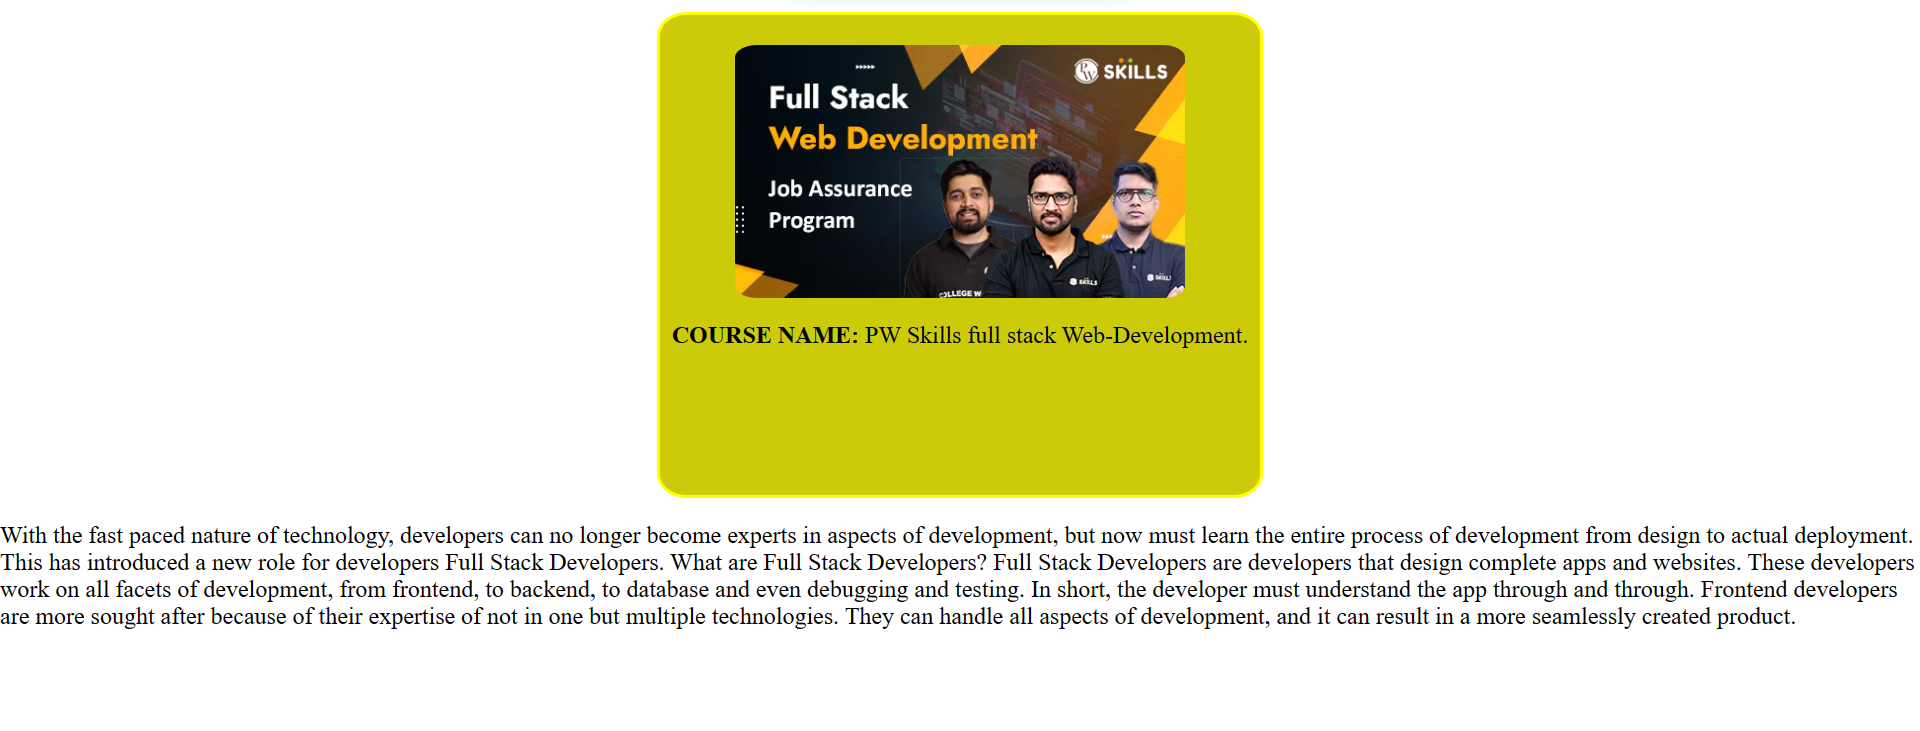 PW SKILLS
Full Stack
Web Development
Job Assurance
Program
COLLEGE W
SKILLS
SKILL
COURSE NAME: PW Skills full stack Web-Development.
With the fast paced nature of technology, developers can no longer become experts in aspects of development, but now must learn the entire process of development from design to actual deployment.
This has introduced a new role for developers Full Stack Developers. What are Full Stack Developers? Full Stack Developers are developers that design complete apps and websites. These developers
work on all facets of development, from frontend, to backend, to database and even debugging and testing. In short, the developer must understand the app through and through. Frontend developers
are more sought after because of their expertise of not in one but multiple technologies. They can handle all aspects of development, and it can result in a more seamlessly created product.